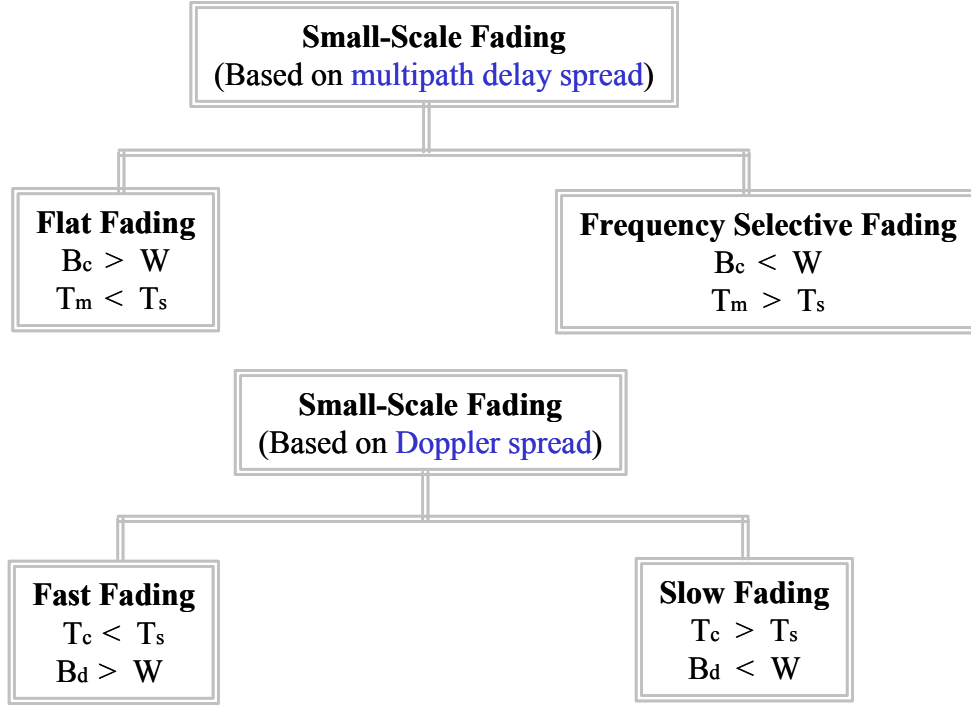 Small-Scale Fading
(Based on multipath delay spread)
Flat Fading
Bc > W
Tm < Ts
Frequency Selective Fading
Bc < W
Tm > Ts
Small-Scale Fading
(Based on Doppler spread)
Fast Fading
Tc < Ts
Bd > W
Slow Fading
Tc > Ts
Bd < W